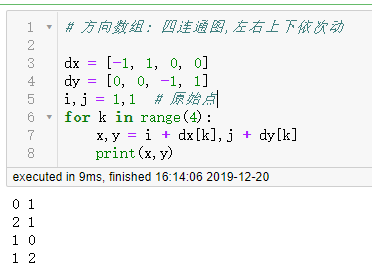 1 # 方向数组: 四连通图,左右上下依次动
2
3 dx = [-1, 1, 0, 0]
4 dy = [0, 0, -1, 1]
5 i,j = 1,1  # 原始点
6 for k in range(4):
7     x,y = i + dx[k],j + dy[k]
8     print(x,y)
executed in 9ms, finished 16:14:06 2019-12-20
0 1
2 1
1 0
1 2